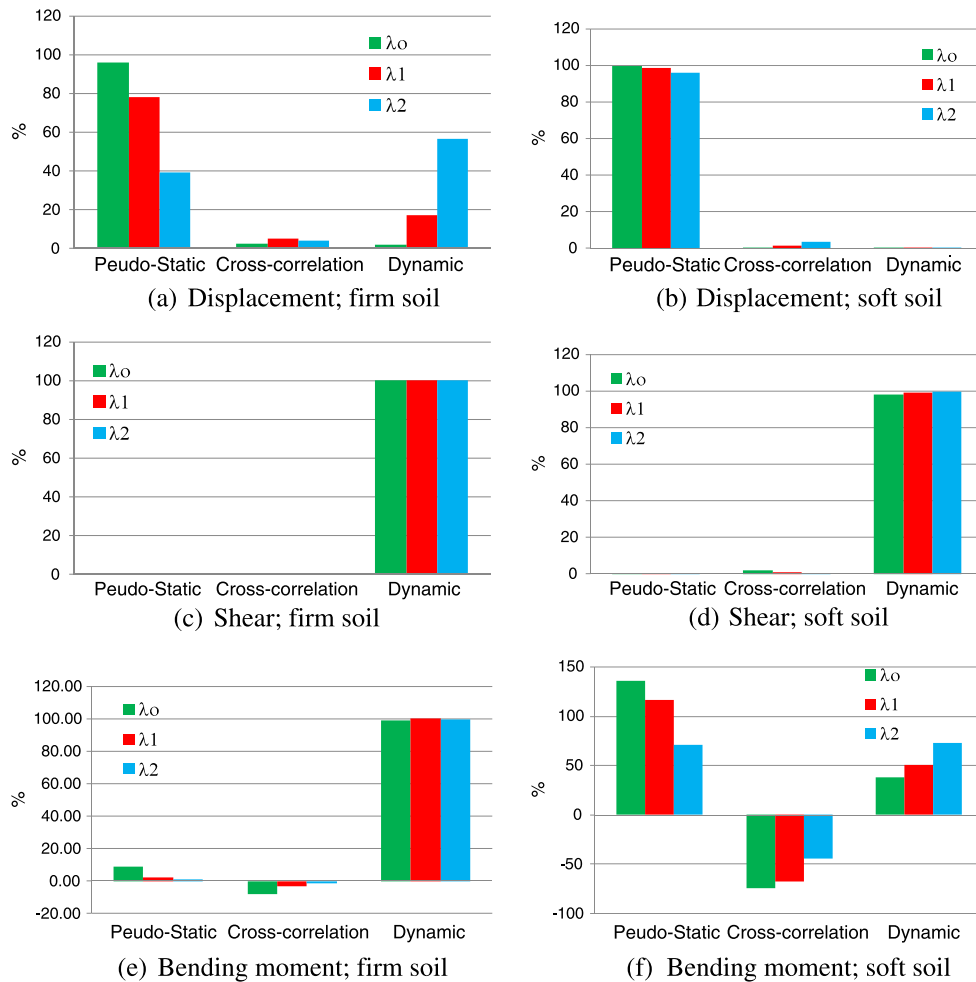 120
100
80
60
40
20
0
%
λo
λ1
λ2
Peudo-Static Cross-correlation Dynamic
(a) Displacement; firm soil
120
100
80
60
40
20
0
%
λo
λ1
λ2
Peudo-Static Cross-correlation Dynamic
(b) Displacement; soft soil
120
100
80
60
40
20
0
%
λo
λ1
λ2
Peudo-Static Cross-correlation Dynamic
(c) Shear; firm soil
120
100
80
60
40
20
0
%
λo
λ1
λ2
Peudo-Static Cross-correlation Dynamic
(d) Shear; soft soil
120.00
100.00
80.00
60.00
40.00
20.00
0.00
-20.00
%
λo
λ1
λ2
Peudo-Static Cross-correlation Dynamic
(e) Bending moment; firm soil
150
100
50
0
-50
-100
%
λo
λ1
λ2
Peudo-Static Cross-correlation Dynamic
(f) Bending moment; soft soil